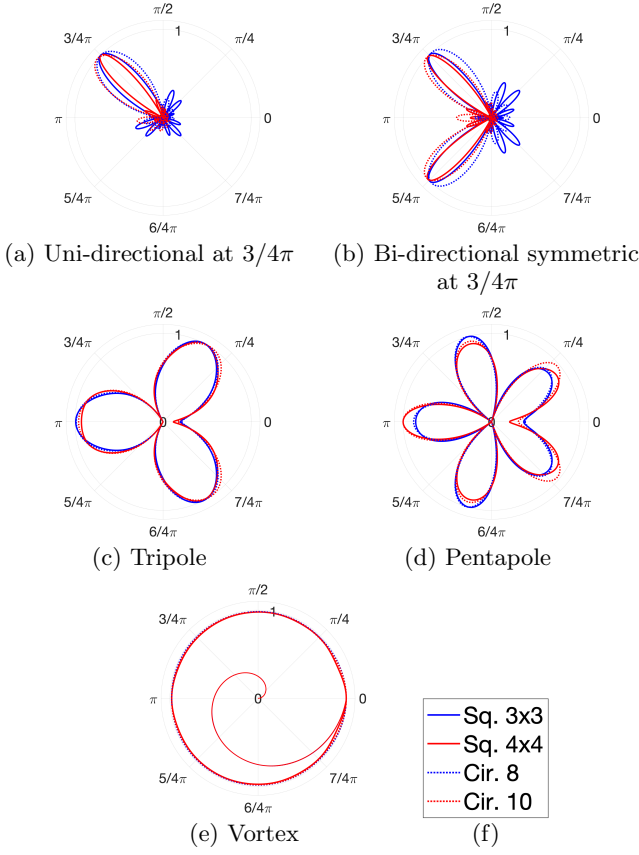 π/2
3/4π 1 π/4
π 0
5/4π 7/4π
6/4π
(a) Uni-directional at 3/4π
π/2
3/4π 1 π/4
π 0
5/4π 7/4π
6/4π
(b) Bi-directional symmetric
at 3/4π
π/2
3/4π 1 π/4
π 0 0
5/4π 7/4π
6/4π
(c) Tripole
π/2
3/4π 1 π/4
π 0 0
5/4π 7/4π
6/4π
(d) Pentapole
π/2
3/4π 1 π/4
π 0 0
5/4π 7/4π
6/4π
(e) Vortex
Sq. 3x3
Sq. 4x4
Cir. 8
Cir. 10
(f)